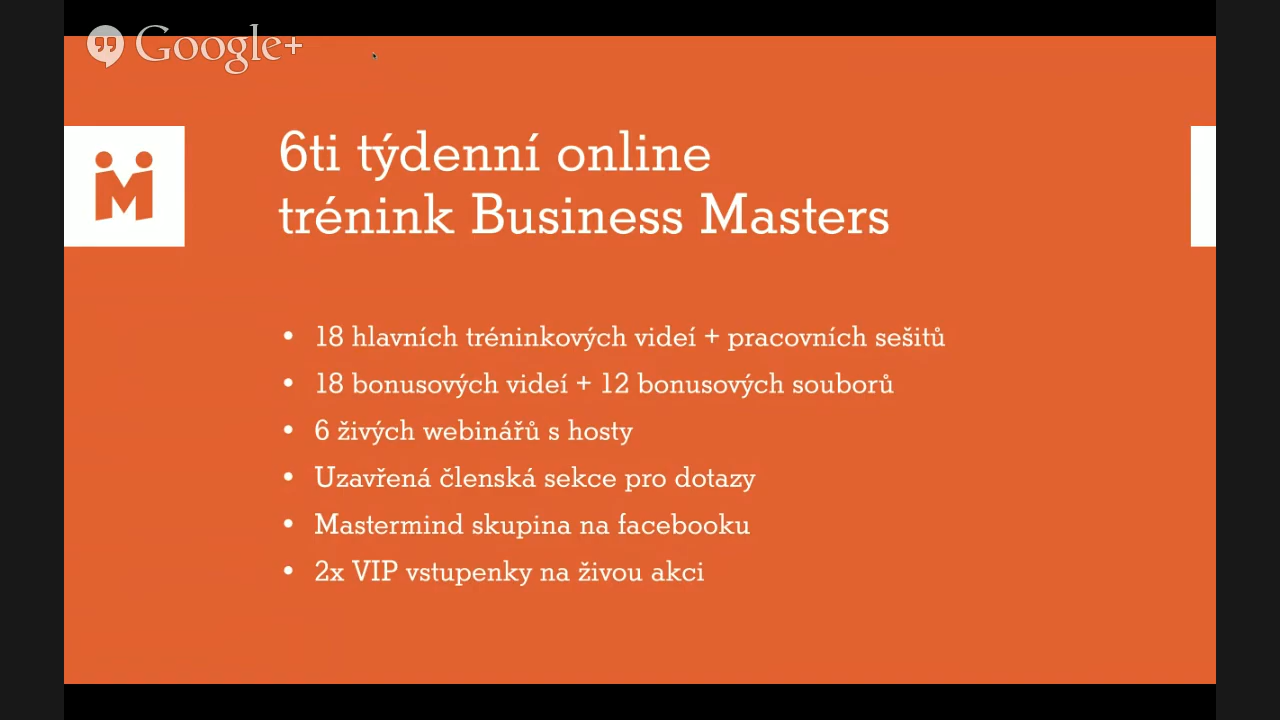 Google+
6ti týdenní online
trénink Business Masters
• 18 hlavních tréninkových videí + pracovních sešitů
• 18 bonusových videí + 12 bonusových souborů
• 6 živých webinářů s hosty
• Uzavřená členská sekce pro dotazy
• Mastermind skupina na facebooku
• 2x VIP vstupenky na živou akci